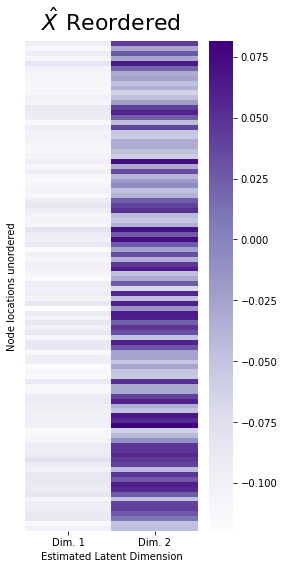 X̂ Reordered
Node locations unordered
0.075
0.050
0.025
0.000
−0.025
−0.050
−0.075
−0.100
Dim. 1 Dim. 2
Estimated Latent Dimension